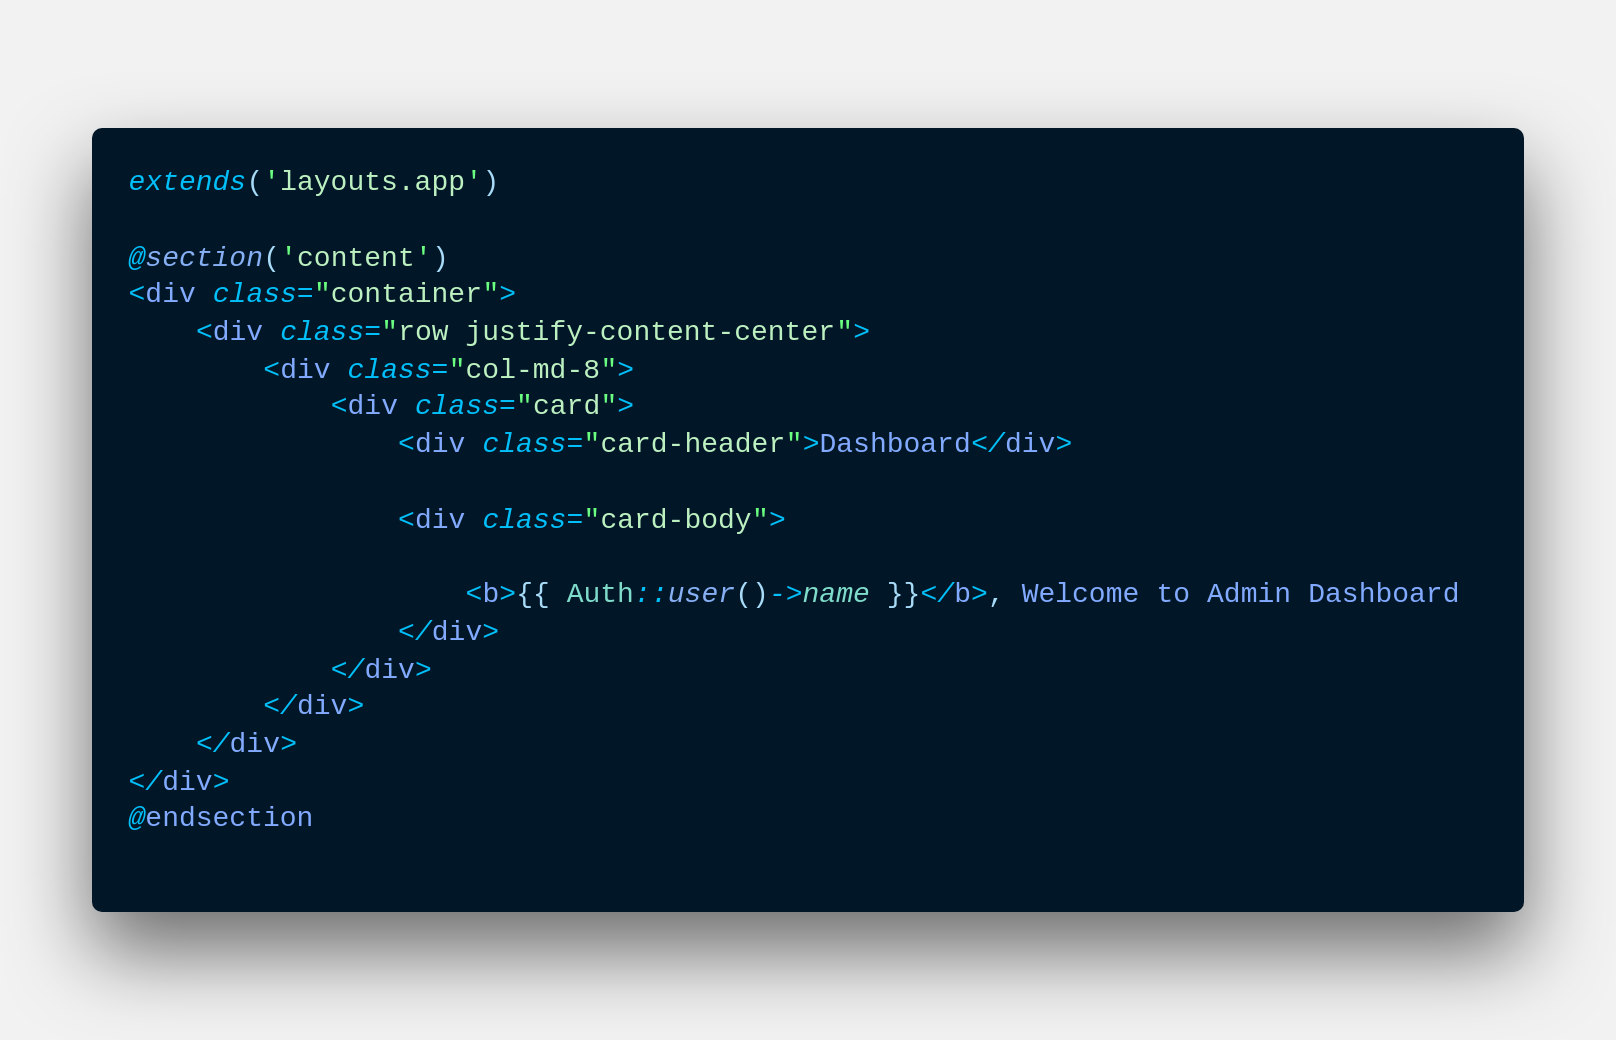 extends('layouts.app')

@section('content')
<div class="container">
    <div class="row justify-content-center">
        <div class="col-md-8">
            <div class="card">
                <div class="card-header">Dashboard</div>

                <div class="card-body">

                    <b>{{ Auth::user()->name }}</b>, Welcome to Admin Dashboard
                </div>
            </div>
        </div>
    </div>
</div>
@endsection